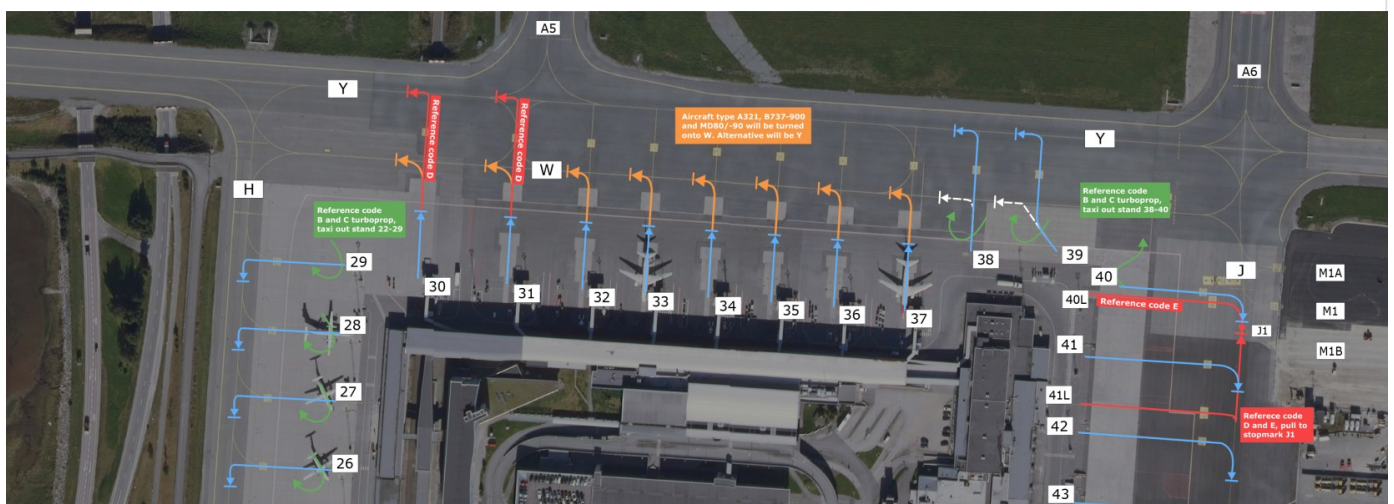 A5
A6
Y
Reference code D
Reference code D
Aircraft type A321, B737-900
and MD80/-90 will be turned
onto W. Alternative will be Y
Y
W
H
Reference code
B and C turboprop,
taxi out stand 22-29
Reference code
B and C turboprop,
taxi out stand 38-40
29
30
31
32
33
34
35
36
37
38
39
40
J
M1A
40L
Reference code E
M1
J1
28
41
M1B
27
41L
Referece code
D and E, pull to
stopmark J1
42
26
43